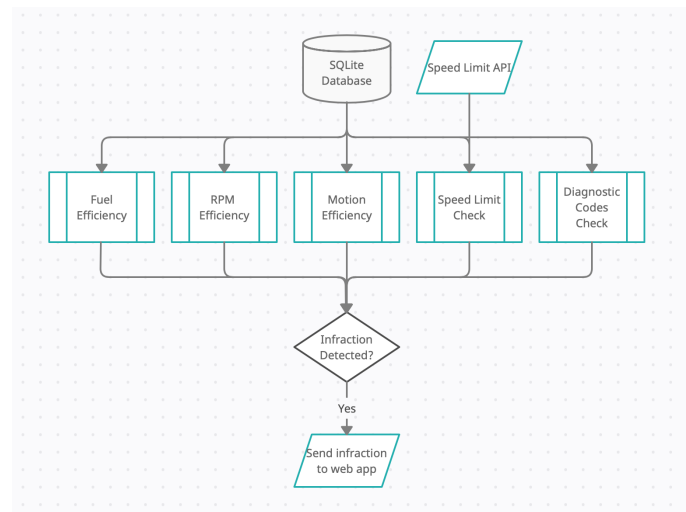 SQLite
Database
Speed Limit API
Fuel
Efficiency
RPM
Efficiency
Motion
Efficiency
Speed Limit
Check
Diagnostic
Codes
Check
Infraction
Detected?
Yes
Send infraction
to web app